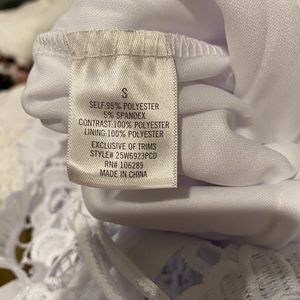 S
SELF:95% POLYESTER
5% SPANDEX
CONTRAST:100% POLYESTER
LINING:100% POLYESTER
EXCLUSIVE OF TRIMS
STYLE# 25W6923PCD
RN# 106289
MADE IN CHINA